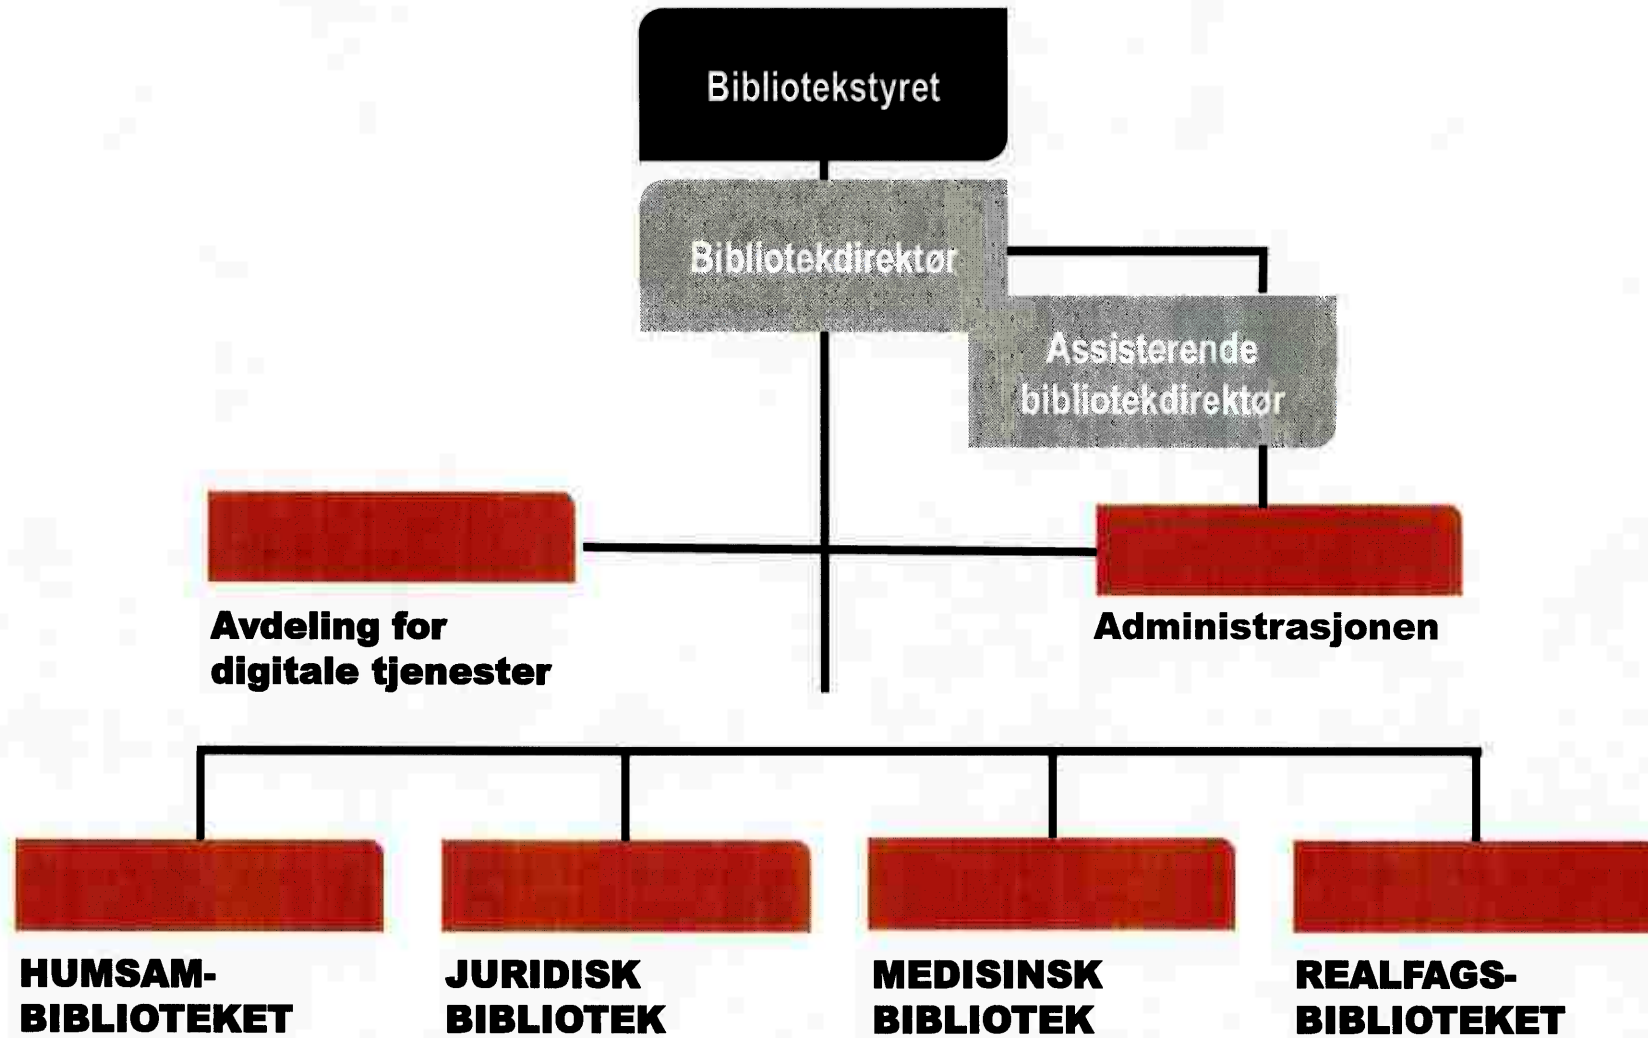 Bibliotekstyret
Bibliotekdirektør
Assisterende
bibliotekdirektør
Avdeling for
digitale tjenester
Administrasjonen
HUMSAM-
BIBLIOTEKET
JURIDISK
BIBLIOTEK
MEDISINSK
BIBLIOTEK
REALFAGS-
BIBLIOTEKET